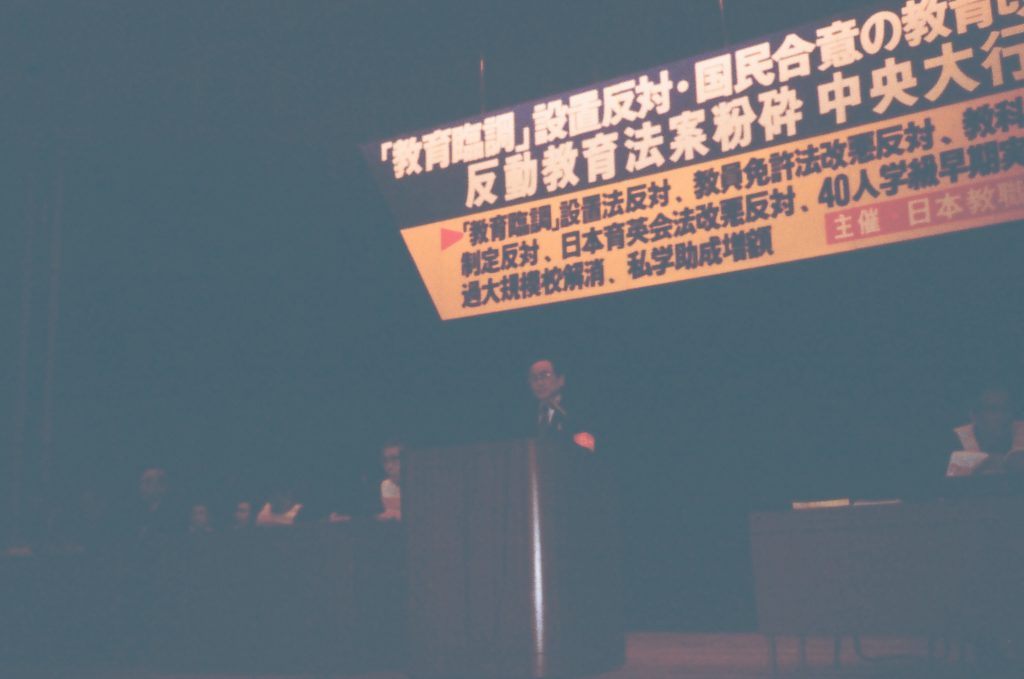 「教育臨調」設置反対・国民合意の教育改
反動教育法案粉砕 中央大行
「教育臨調」設置法反対、教員免許法改悪反対、教科
制定反対、日本育英会法改悪反対、40人学級早期実
過大規模校解消、私学助成増額
主催 日本教職